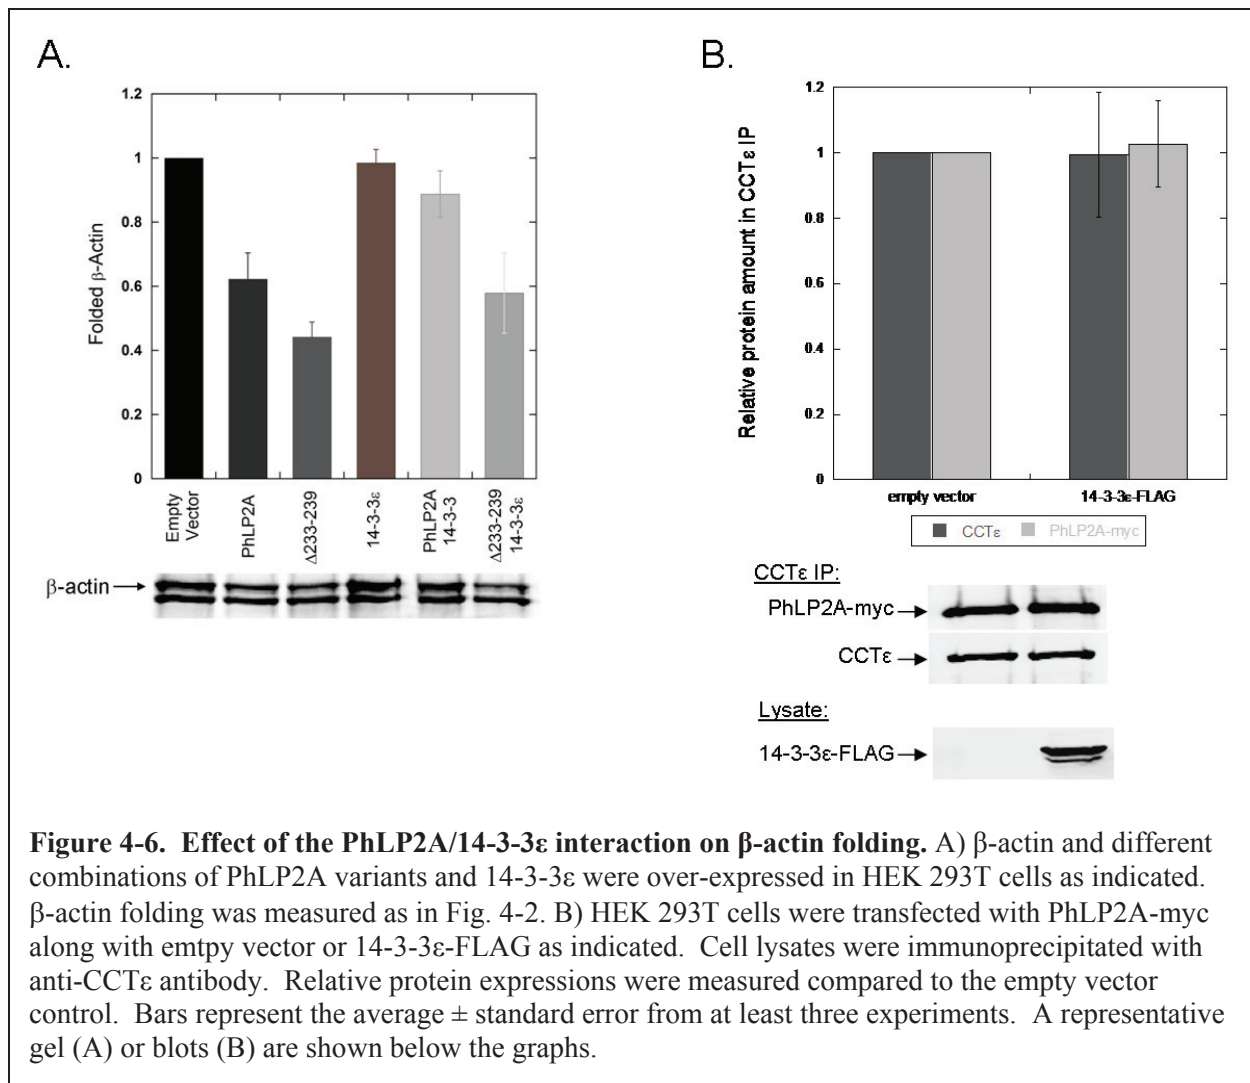 A.
1.2
1
0.8
0.6
0.4
0.2
0
Folded β-Actin
Empty
Vector
PhLP2A
Δ233-239
14-3-3ε
PhLP2A
14-3-3
Δ233-239
14-3-3ε
β-actin
B.
1.2
1
0.8
0.6
0.4
0.2
0
Relative protein amount in CCTε IP
empty vector
14-3-3ε-FLAG
CCTε PhLP2A-myc
CCTε IP:
PhLP2A-myc
CCTε
Lysate:
14-3-3ε-FLAG
Figure 4-6. Effect of the PhLP2A/14-3-3ε interaction on β-actin folding. A) β-actin and different
combinations of PhLP2A variants and 14-3-3ε were over-expressed in HEK 293T cells as indicated.
β-actin folding was measured as in Fig. 4-2. B) HEK 293T cells were transfected with PhLP2A-myc
along with emtpy vector or 14-3-3ε-FLAG as indicated. Cell lysates were immunoprecipitated with
anti-CCTε antibody. Relative protein expressions were measured compared to the empty vector
control. Bars represent the average ± standard error from at least three experiments. A representative
gel (A) or blots (B) are shown below the graphs.